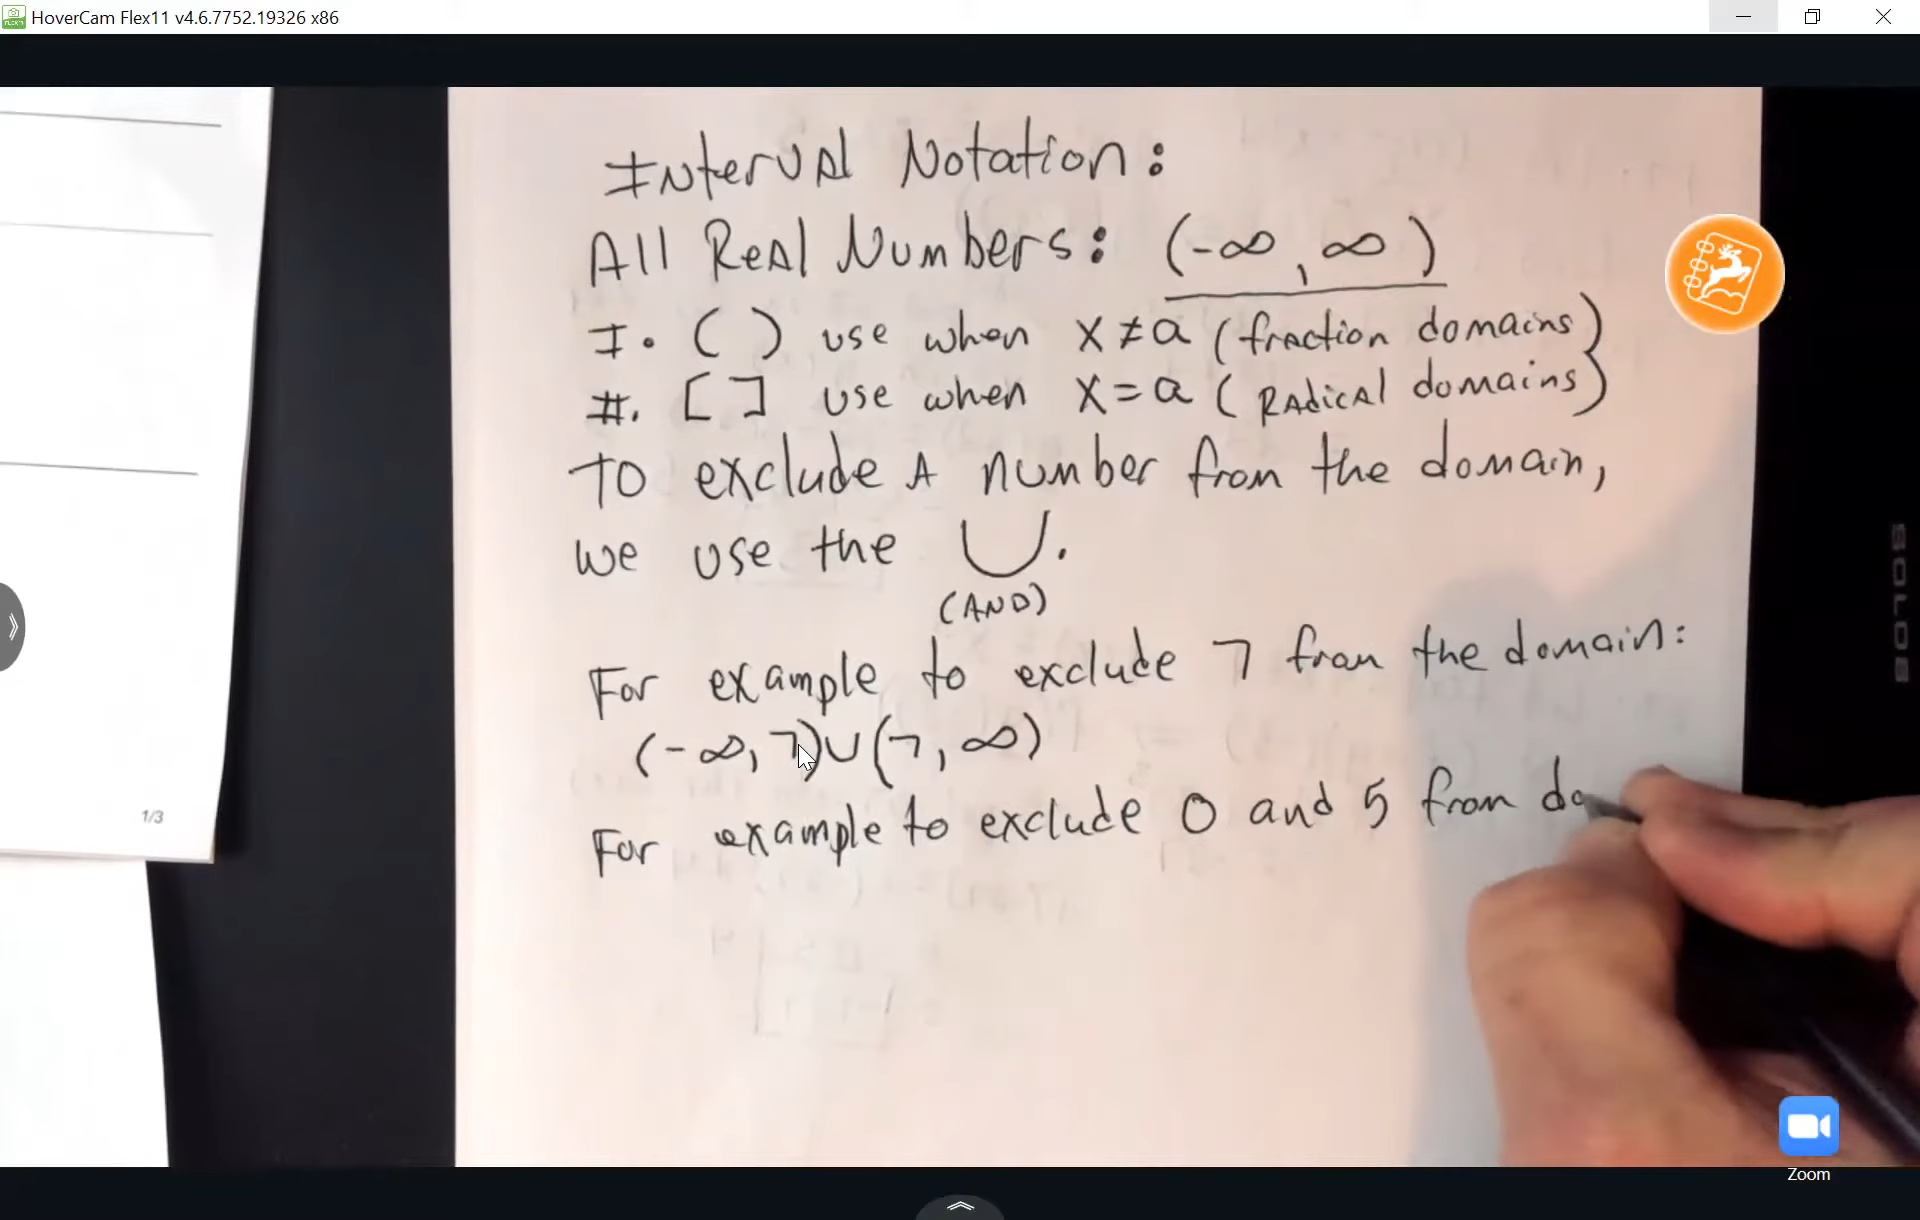 HoverCam Flex11 v4.6.7752.19326 x86
Interval Notation:
All Real Numbers: (-∞, ∞)
I. ( ) use when x ≠ a (fraction domains)
II. [ ] use when x = a (Radical domains)
To exclude A number from the domain,
we use the ∪.
(AND)
For example to exclude 7 from the domain:
(-∞, 7)∪(7, ∞)
For example to exclude 0 and 5 from do
1/3
SOLOS
Zoom